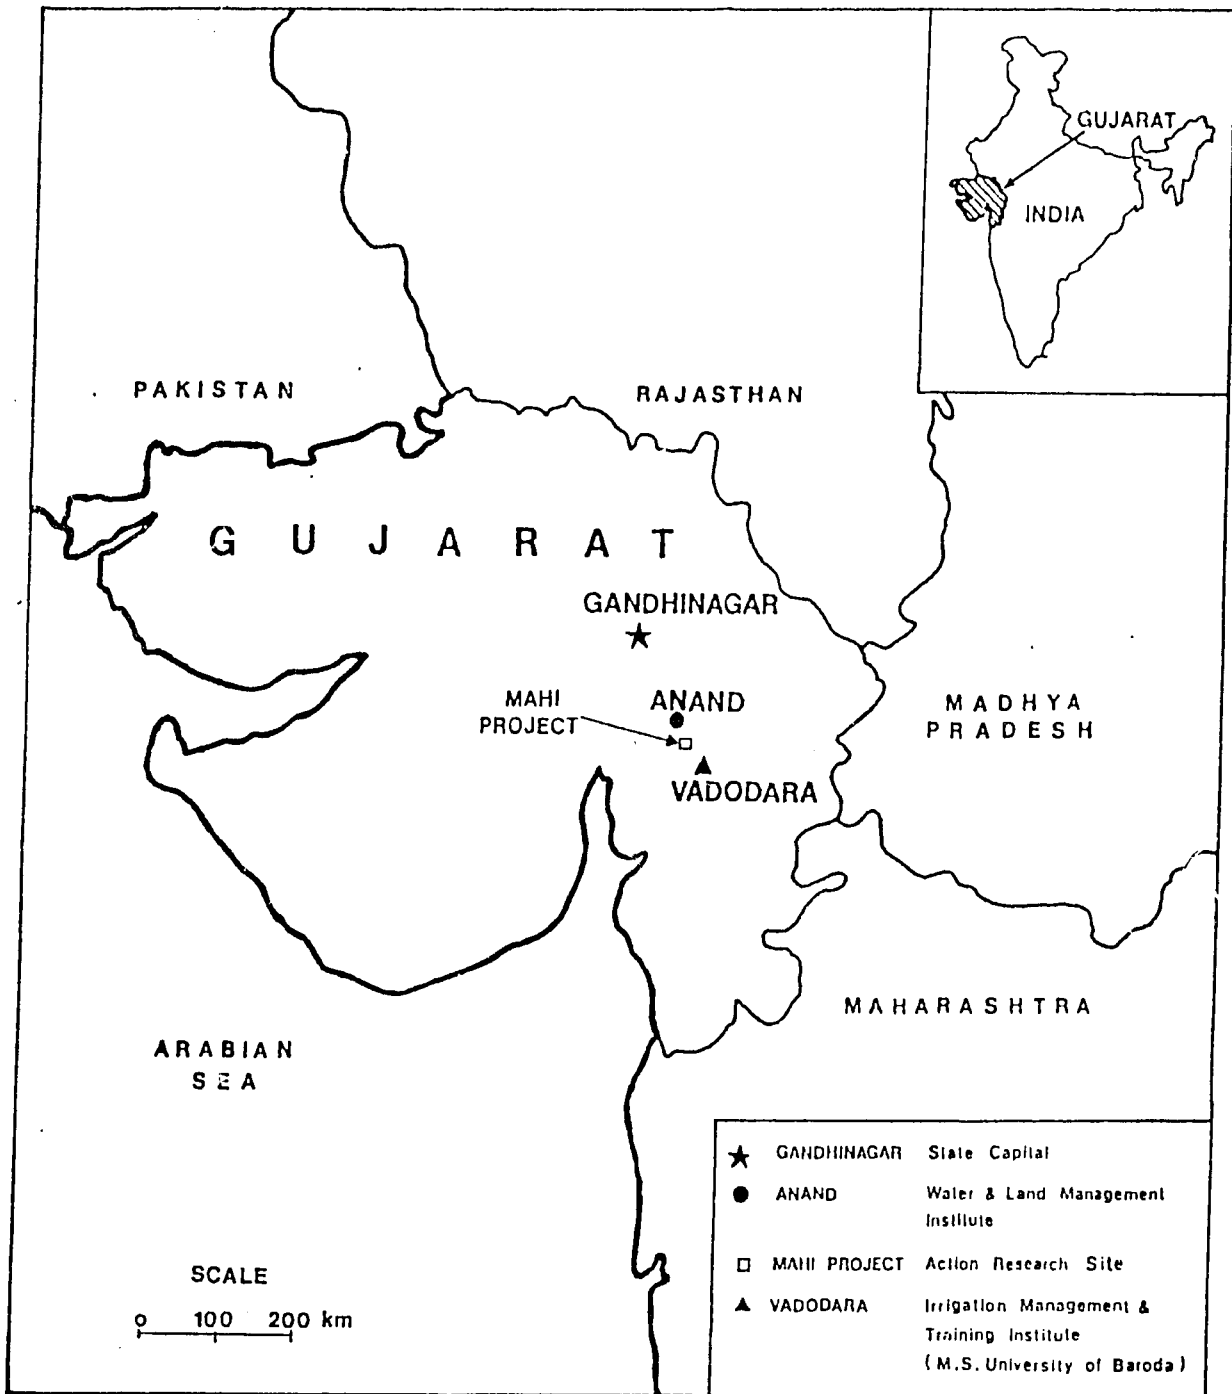 GUJARAT
INDIA
PAKISTAN
RAJASTHAN
GUJARAT
GANDHINAGAR
MAHI
PROJECT
ANAND
VADODARA
MADHYA
PRADESH
MAHARASHTRA
ARABIAN
SEA
SCALE
0 100 200 km
GANDHINAGAR State Capital
ANAND Water & Land Management
Institute
MAHI PROJECT Action Research Site
VADODARA Irrigation Management &
Training Institute
(M.S. University of Baroda)